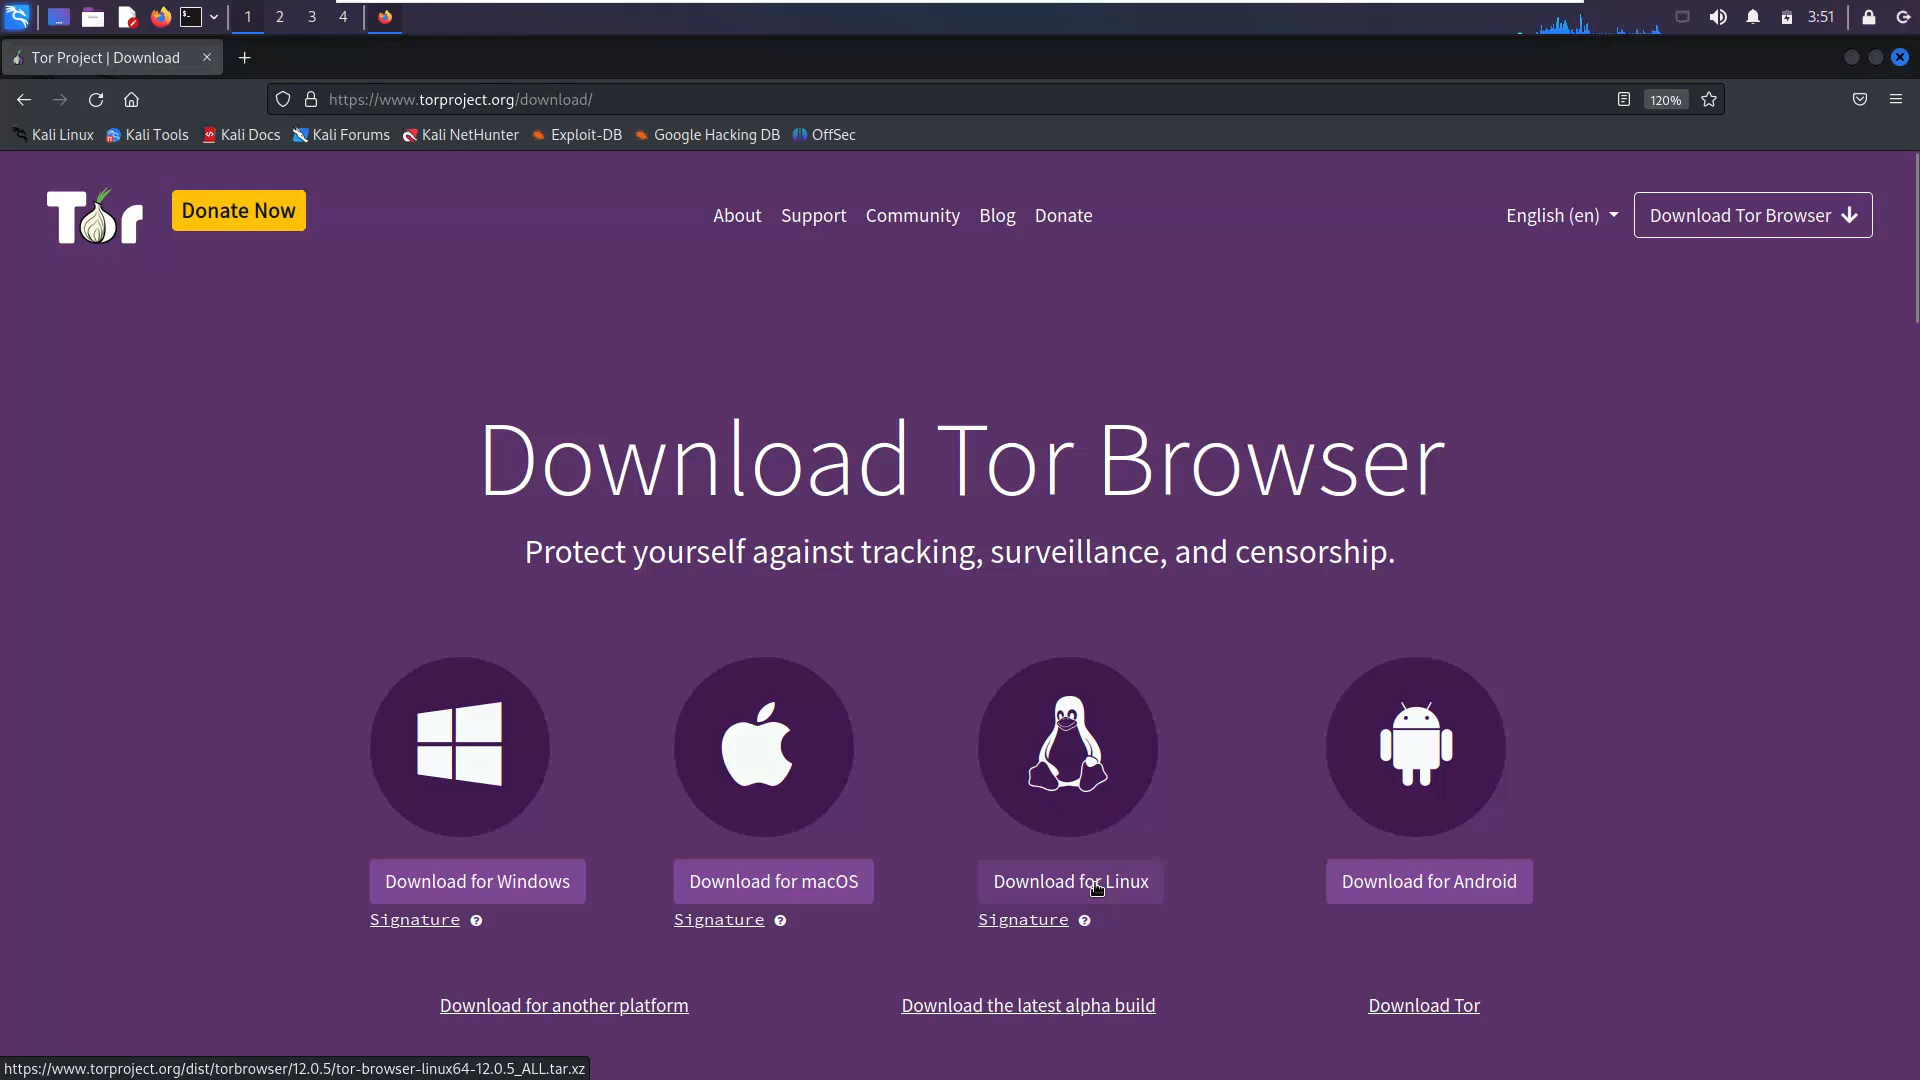 1 2 3 4 3:51
Tor Project | Download
https://www.torproject.org/download/ 120%
Kali Linux Kali Tools Kali Docs Kali Forums Kali NetHunter Exploit-DB Google Hacking DB OffSec
Tor Donate Now About Support Community Blog Donate English (en) Download Tor Browser
Download Tor Browser
Protect yourself against tracking, surveillance, and censorship.
Download for Windows Download for macOS Download for Linux Download for Android
Signature ? Signature ? Signature ?
Download for another platform Download the latest alpha build Download Tor
https://www.torproject.org/dist/torbrowser/12.0.5/tor-browser-linux64-12.0.5_ALL.tar.xz